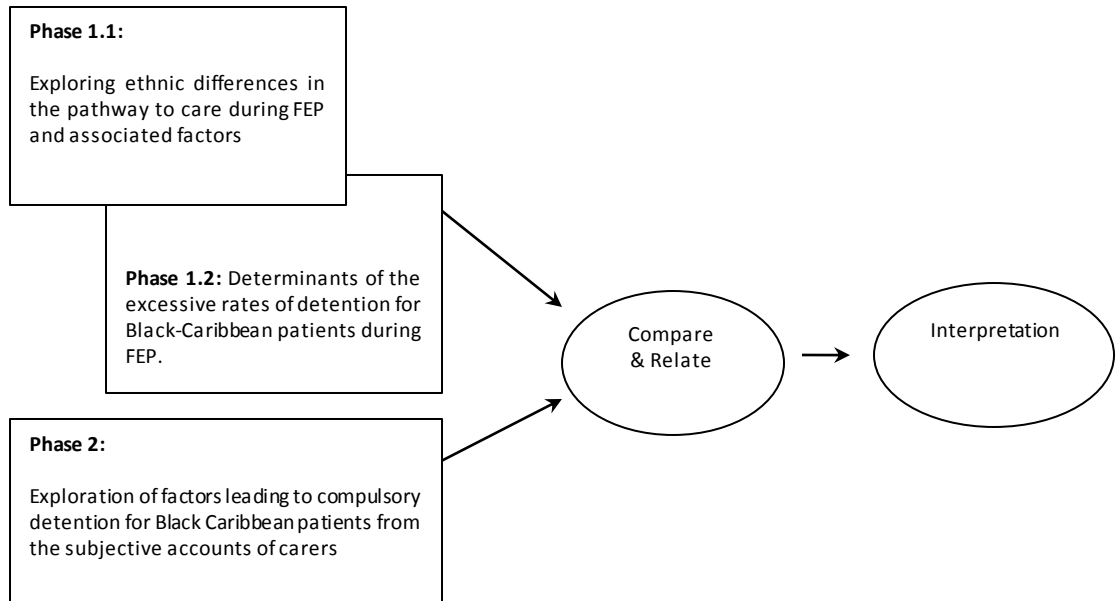 Phase 1.1:
Exploring ethnic differences in
the pathway to care during FEP
and associated factors
Phase 1.2: Determinants of the
excessive rates of detention for
Black-Caribbean patients during
FEP.
Phase 2:
Exploration of factors leading to compulsory
detention for Black Caribbean patients from
the subjective accounts of carers
Compare
& Relate
Interpretation